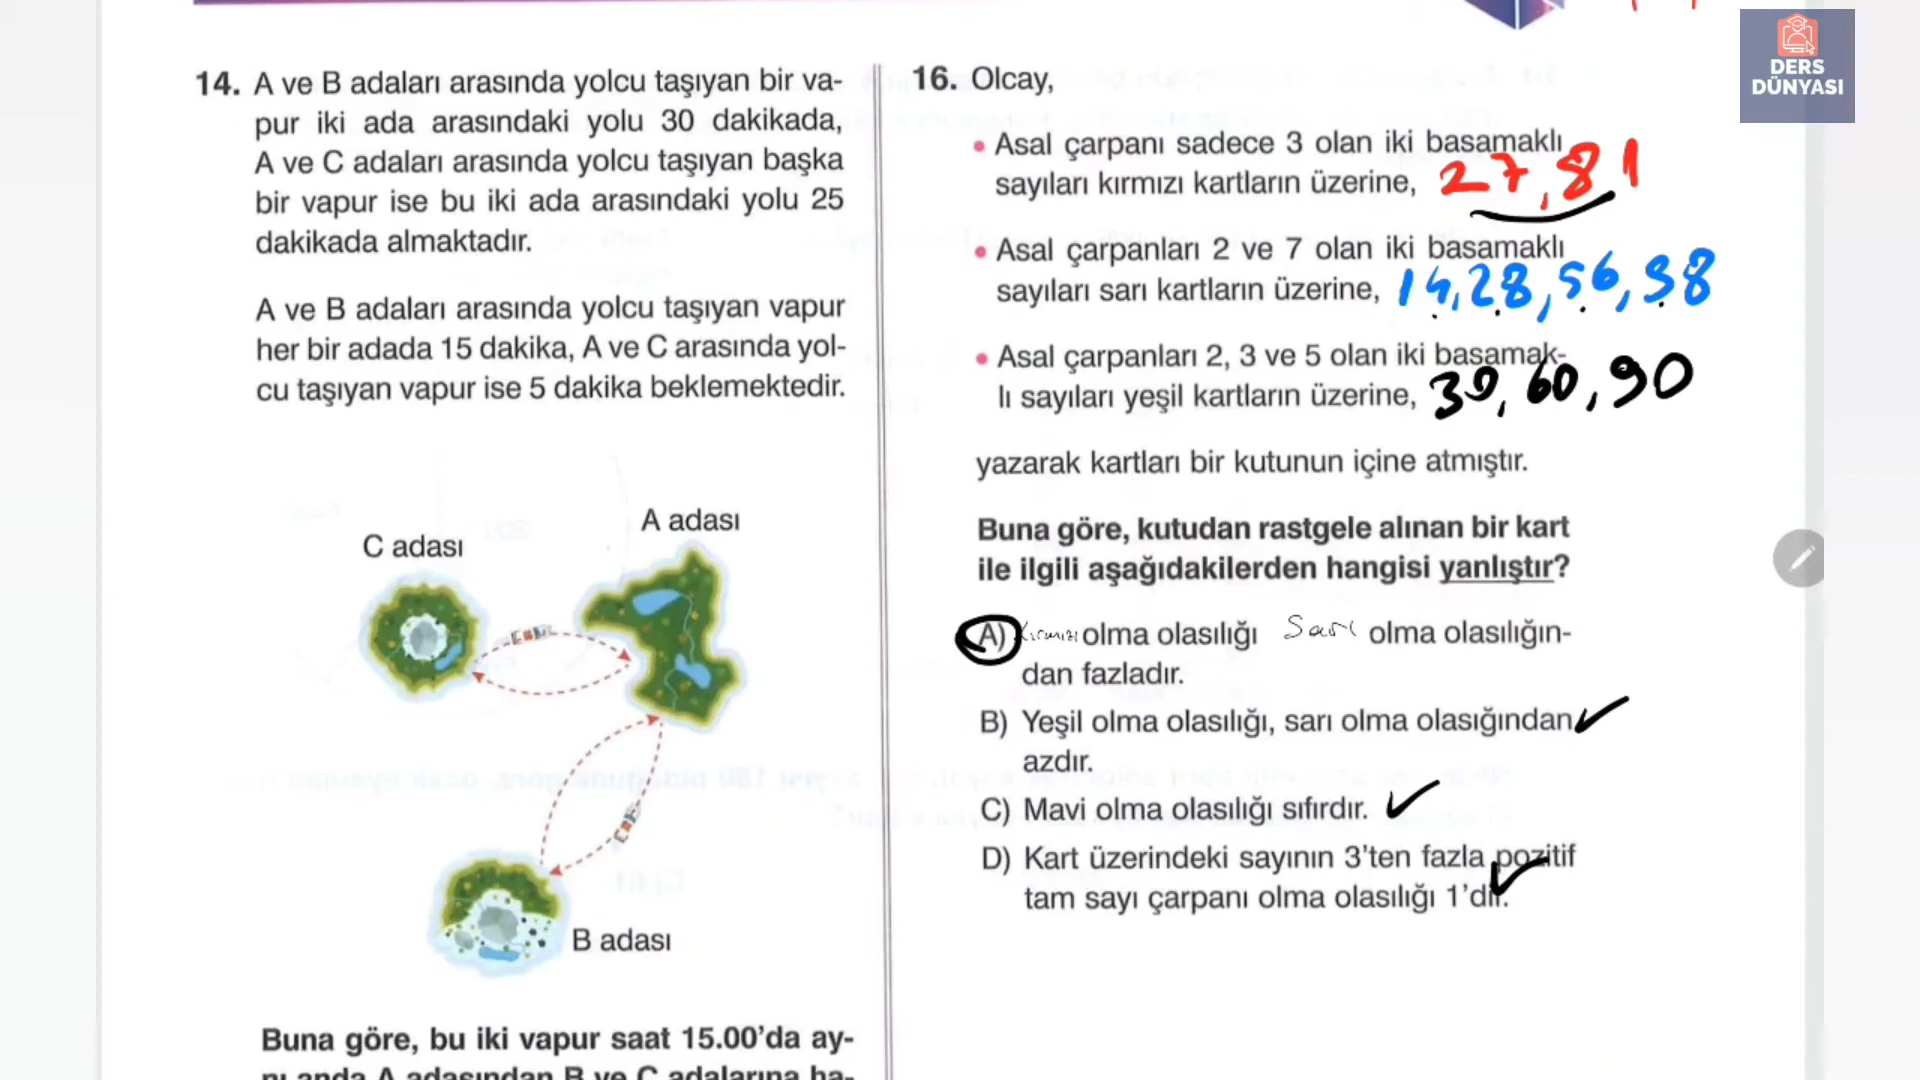 14. A ve B adaları arasında yolcu taşıyan bir va-
pur iki ada arasındaki yolu 30 dakikada,
A ve C adaları arasında yolcu taşıyan başka
bir vapur ise bu iki ada arasındaki yolu 25
dakikada almaktadır.
A ve B adaları arasında yolcu taşıyan vapur
her bir adada 15 dakika, A ve C arasında yol-
cu taşıyan vapur ise 5 dakika beklemektedir.
C adası
A adası
B adası
Buna göre, bu iki vapur saat 15.00'da ay-
nı anda A adasından B ve C adalarına ha-
16. Olcay,
• Asal çarpanı sadece 3 olan iki basamaklı
sayıları kırmızı kartların üzerine, 27, 81
• Asal çarpanları 2 ve 7 olan iki basamaklı
sayıları sarı kartların üzerine, 14, 28, 56, 98
• Asal çarpanları 2, 3 ve 5 olan iki basamak-
lı sayıları yeşil kartların üzerine, 30, 60, 90
yazarak kartları bir kutunun içine atmıştır.
Buna göre, kutudan rastgele alınan bir kart
ile ilgili aşağıdakilerden hangisi yanlıştır?
A) Kırmızı olma olasılığı Sarı olma olasılığın-
dan fazladır.
B) Yeşil olma olasılığı, sarı olma olasığından
azdır.
C) Mavi olma olasılığı sıfırdır.
D) Kart üzerindeki sayının 3'ten fazla pozitif
tam sayı çarpanı olma olasılığı 1'dir.
DERS
DÜNYASI